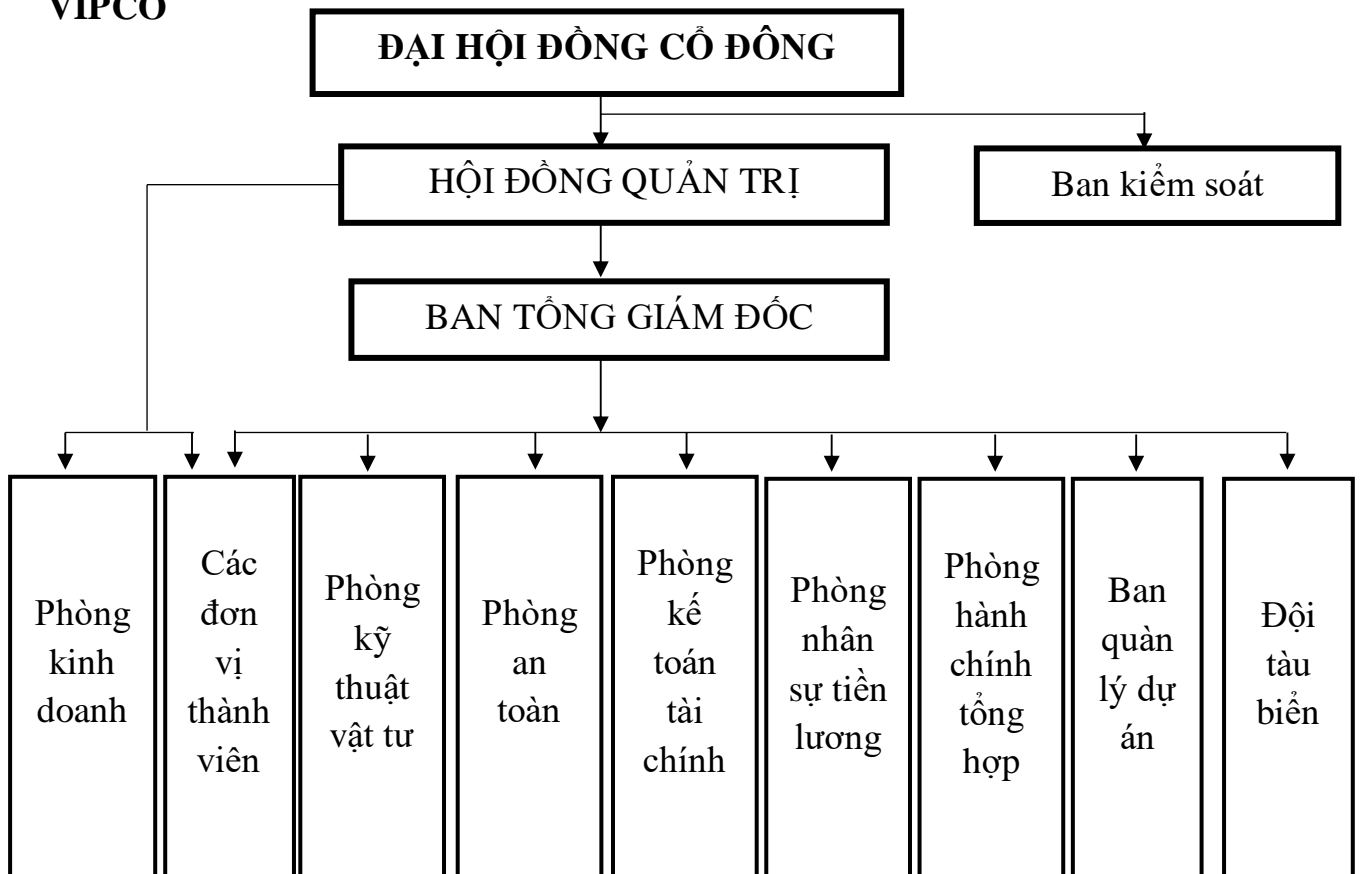 VIPCO
ĐẠI HỘI ĐỒNG CỔ ĐÔNG
HỘI ĐỒNG QUẢN TRỊ
Ban kiểm soát
BAN TỔNG GIÁM ĐỐC
Phòng
kinh
doanh
Các
đơn
vị
thành
viên
Phòng
kỹ
thuật
vật tư
Phòng
an
toàn
Phòng
kế
toán
tài
chính
Phòng
nhân
sự tiền
lương
Phòng
hành
chính
tổng
hợp
Ban
quàn
lý dự
án
Đội
tàu
biển